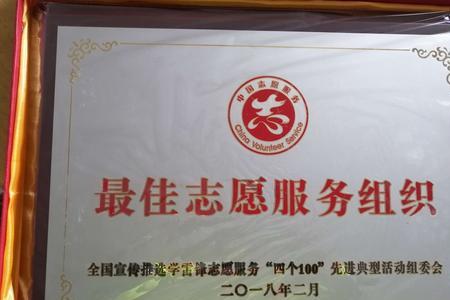 中国志愿服务
China Volunteer Service
最佳志愿服务组织
全国宣传推选学雷锋志愿服务“四个100”先进典型活动组委会
二〇一八年二月